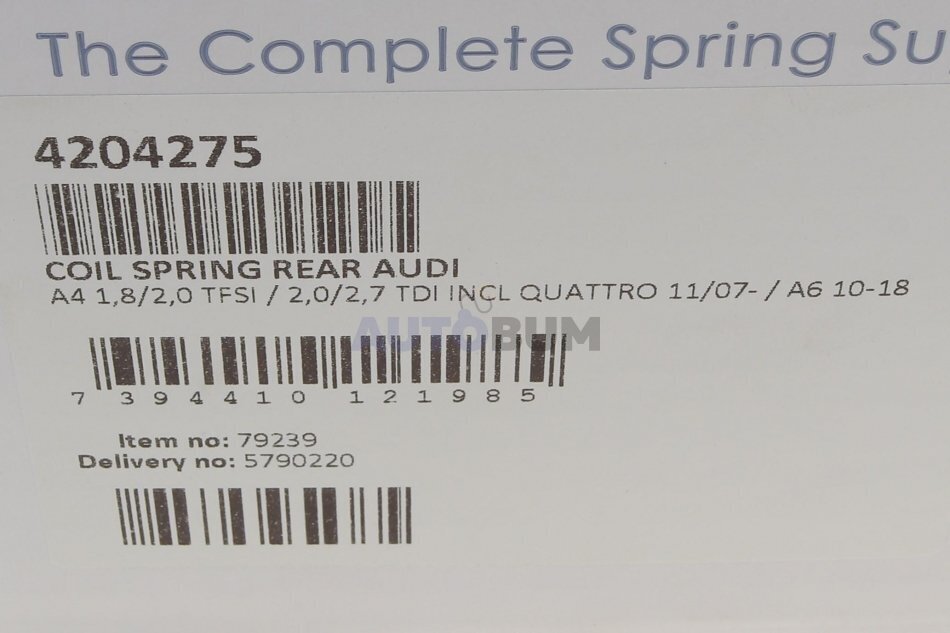 The Complete Spring Su
4204275
COIL SPRING REAR AUDI
A4 1,8/2,0 TFSI / 2,0/2,7 TDI INCL QUATTRO 11/07- / A6 10-18
AUTOBUM
7 394410 121985
Item no: 79239
Delivery no: 5790220